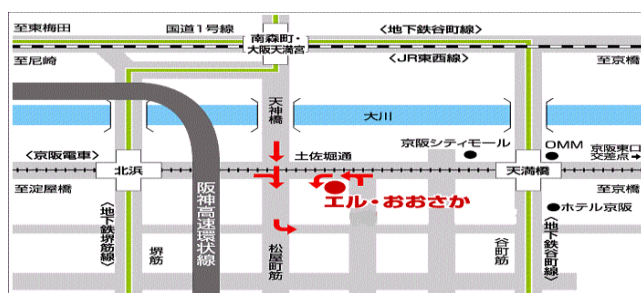 至東梅田
国道1号線
南森町・
大阪天満宮
〈地下鉄谷町線〉
至尼崎
〈JR東西線〉
至京橋
天神橋
大川
〈京阪電車〉
北浜
土佐堀通
京阪シティモール
OMM
京阪東口
交差点→
天満橋
至淀屋橋
至京橋
エル・おおさか
ホテル京阪
阪神高速環状線
〈地下鉄堺筋線〉
堺筋
松屋町筋
谷町筋
〈地下鉄谷町線〉